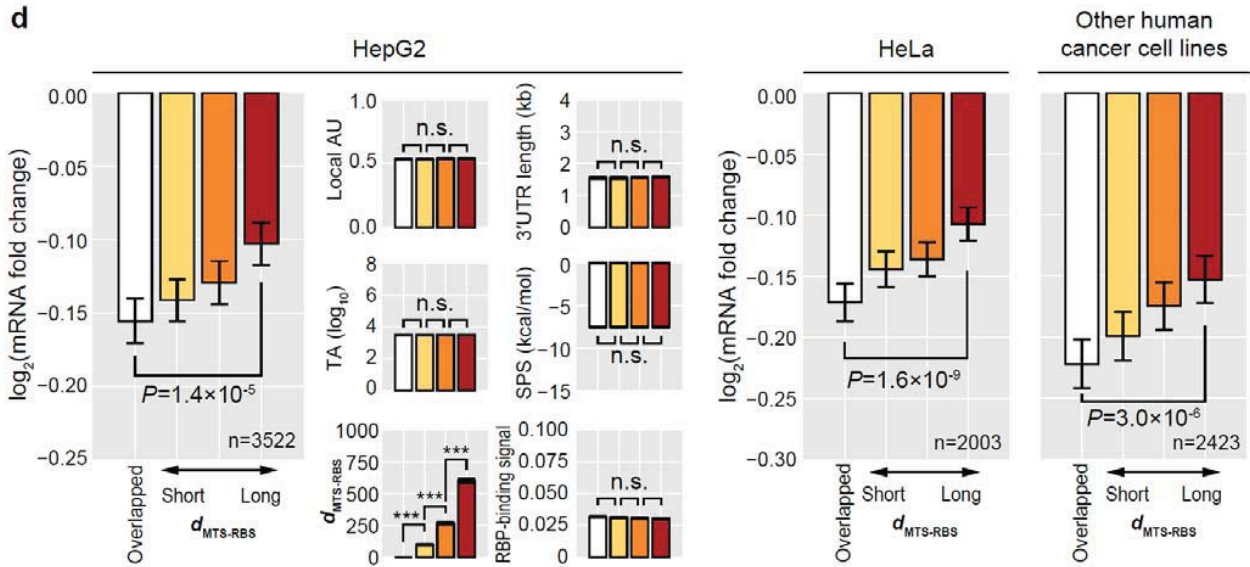 d
HepG2
HeLa
Other human
cancer cell lines
log2(mRNA fold change)
0.00
−0.05
−0.10
−0.15
−0.20
−0.25
P=1.4×10-5
n=3522
Overlapped
Short
Long
dMTS-RBS
Local AU
1.0
0.5
0.0
n.s.
3'UTR length (kb)
4
3
2
1
0
n.s.
TA (log10)
8
6
4
2
0
n.s.
SPS (kcal/mol)
0
−5
−10
−15
n.s.
dMTS-RBS
1000
750
500
250
0
***
***
***
RBP-binding signal
0.100
0.075
0.050
0.025
0
n.s.
log2(mRNA fold change)
0.00
−0.05
−0.10
−0.15
−0.20
−0.25
−0.30
P=1.6×10-9
n=2003
Overlapped
Short
Long
dMTS-RBS
P=3.0×10-6
n=2423
Overlapped
Short
Long
dMTS-RBS